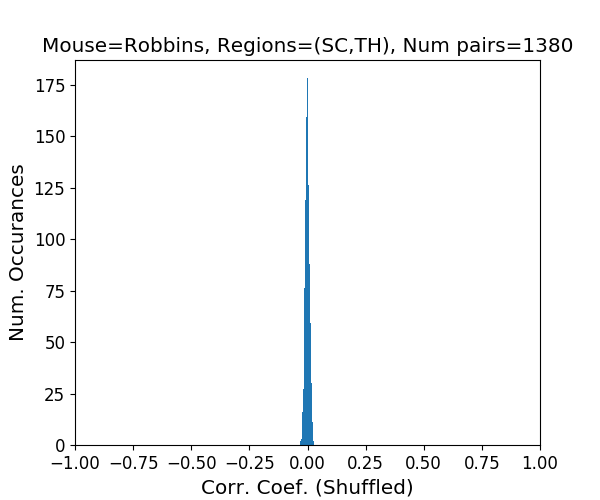 Mouse=Robbins, Regions=(SC,TH), Num pairs=1380
175
150
125
100
75
50
25
0
Num. Occurances
−1.00 −0.75 −0.50 −0.25 0.00 0.25 0.50 0.75 1.00
Corr. Coef. (Shuffled)